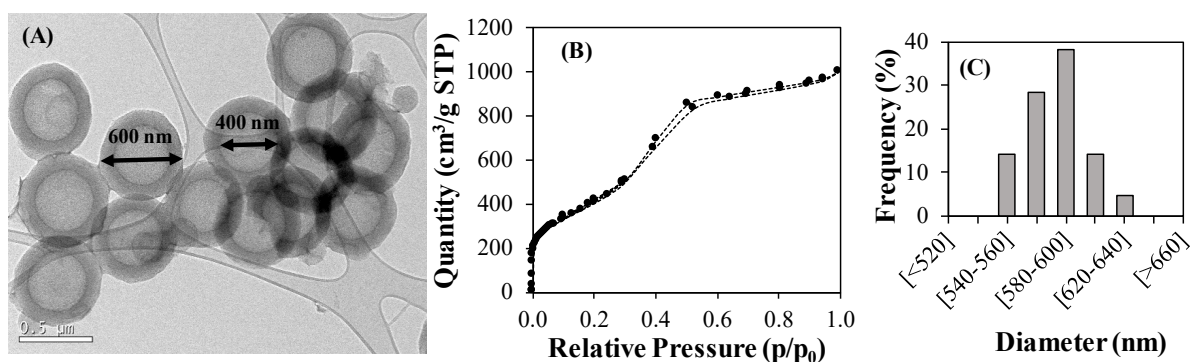 (A)
600 nm
400 nm
0.5 μm
Quantity (cm³/g STP)
1200
1000
800
600
400
200
0
(B)
0.0 0.2 0.4 0.6 0.8 1.0
Relative Pressure (p/p₀)
Frequency (%)
40
30
20
10
0
(C)
[<520]
[540-560]
[580-600]
[620-640]
[>660]
Diameter (nm)